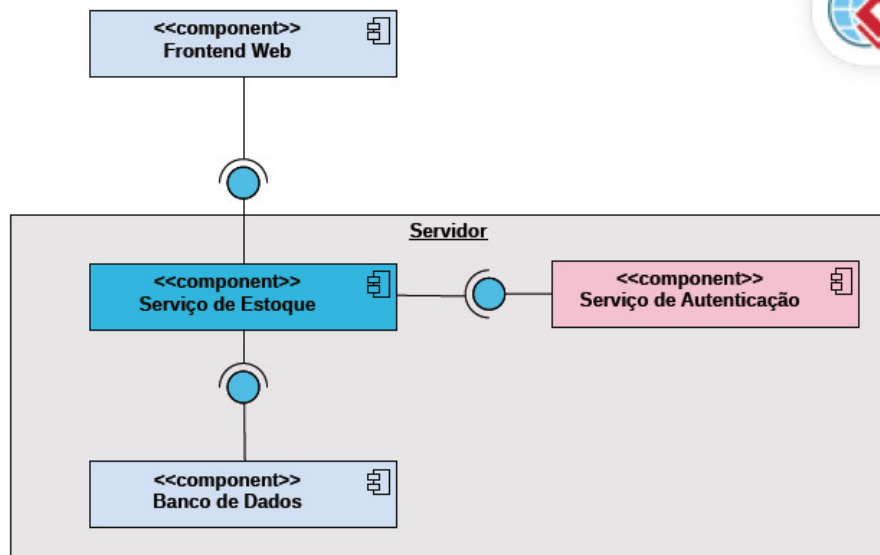 <<component>>
Frontend Web
Servidor
<<component>>
Serviço de Estoque
<<component>>
Serviço de Autenticação
<<component>>
Banco de Dados